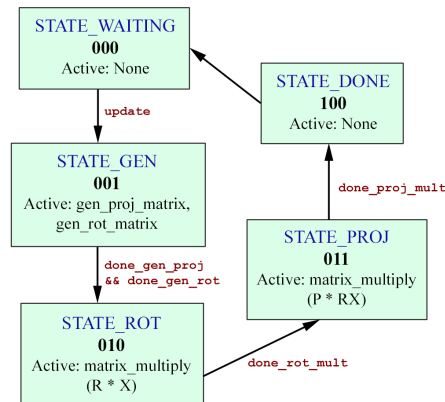 STATE_WAITING
000
Active: None
update
STATE_GEN
001
Active: gen_proj_matrix,
gen_rot_matrix
done_gen_proj
&& done_gen_rot
STATE_ROT
010
Active: matrix_multiply
(R * X)
done_rot_mult
STATE_PROJ
011
Active: matrix_multiply
(P * RX)
done_proj_mult
STATE_DONE
100
Active: None